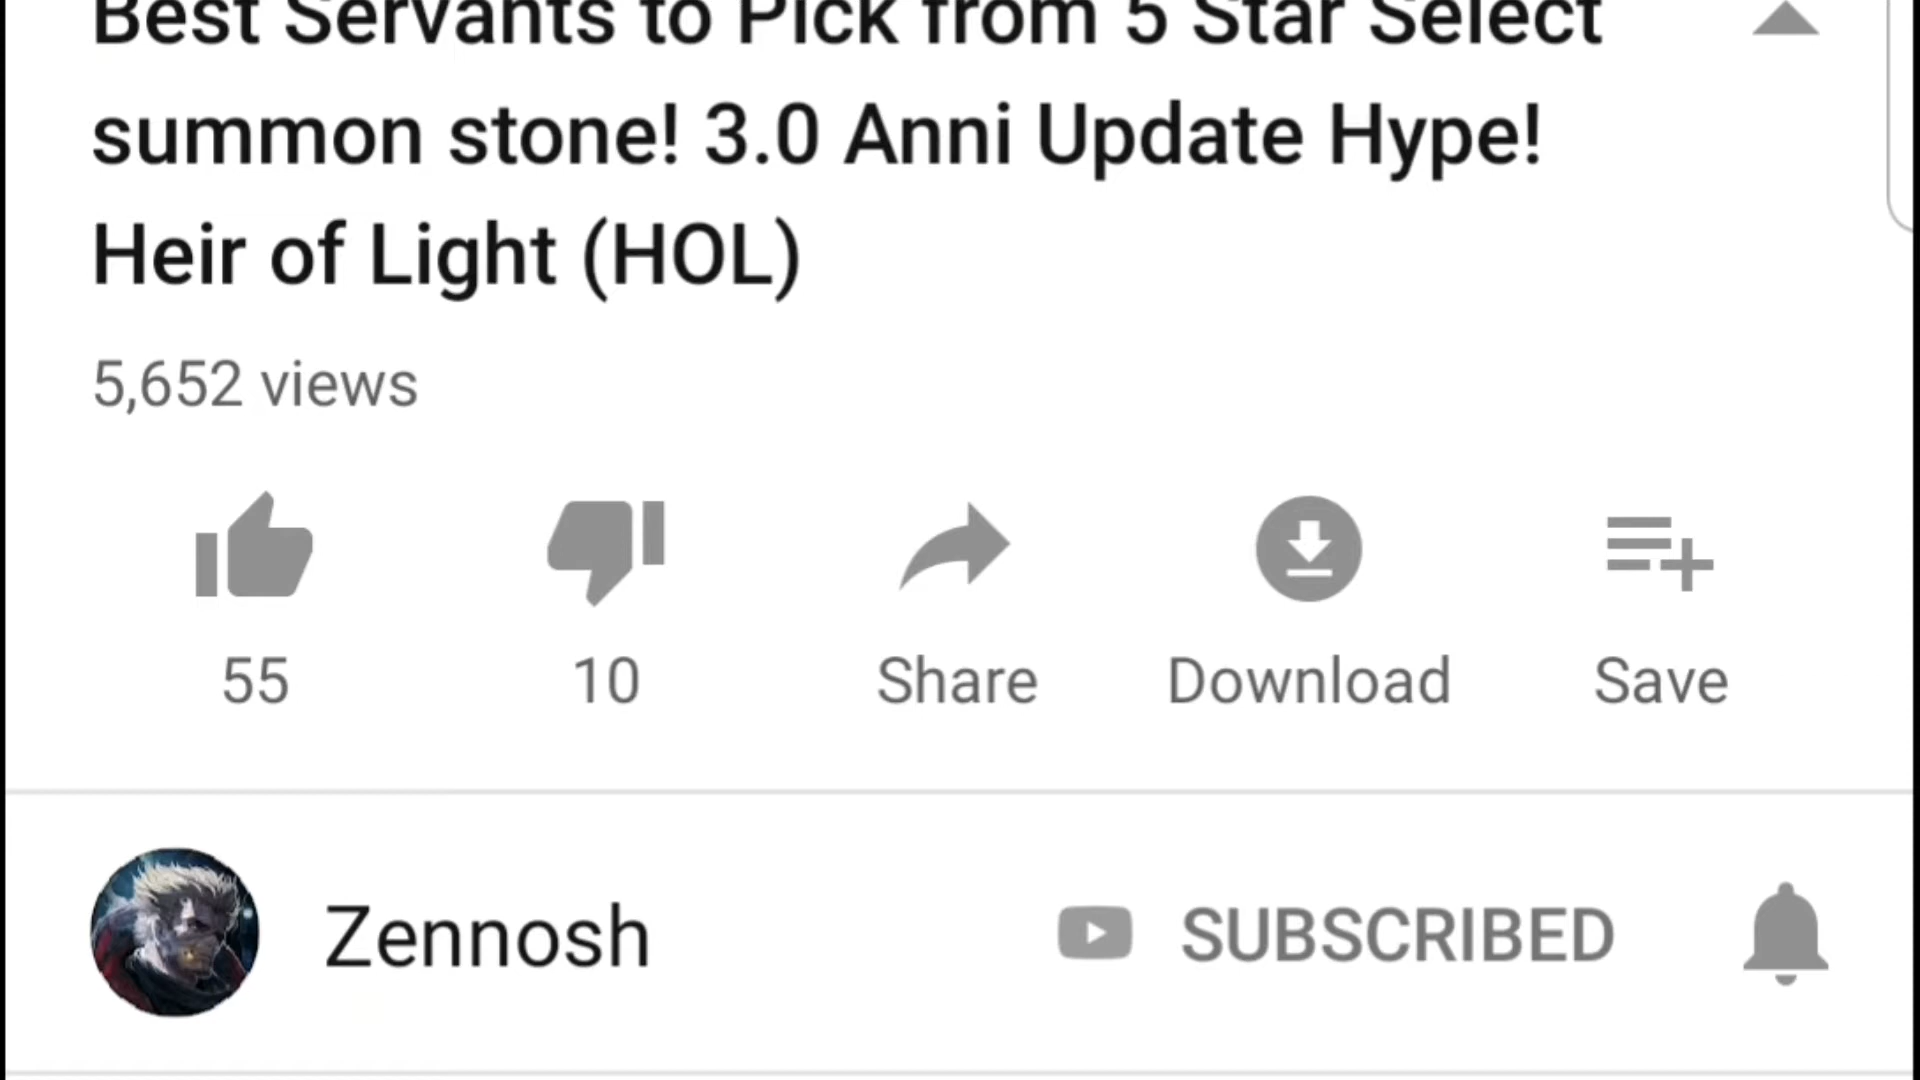 Best Servants to Pick from 5 Star Select
summon stone! 3.0 Anni Update Hype!
Heir of Light (HOL)
5,652 views
55 10 Share Download Save
Zennosh SUBSCRIBED